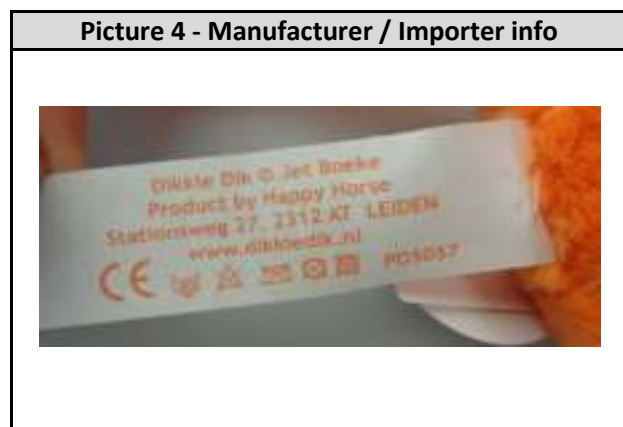 Picture 4 - Manufacturer / Importer info
Dikkie Dik © Jet Boeke
Product by Happy Horse
Stationsweg 27, 2312 AT LEIDEN
www.dikkiedik.nl
CE